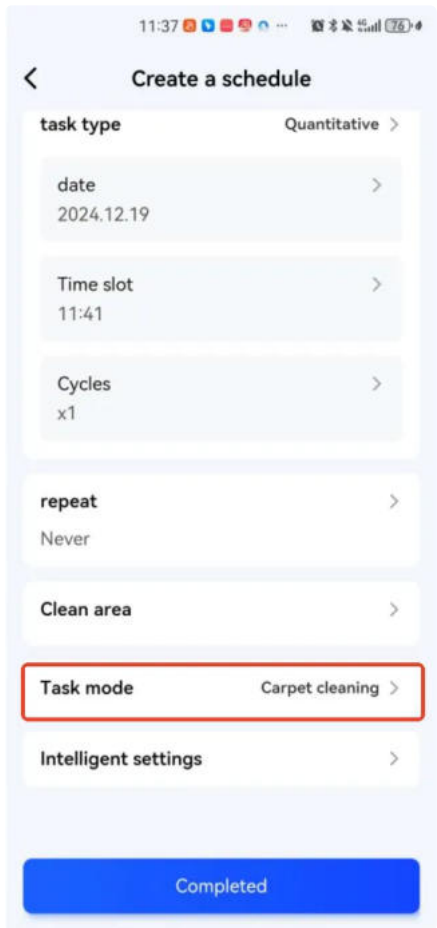 11:37 76
Create a schedule
task type Quantitative
date
2024.12.19
Time slot
11:41
Cycles
x1
repeat
Never
Clean area
Task mode Carpet cleaning
Intelligent settings
Completed